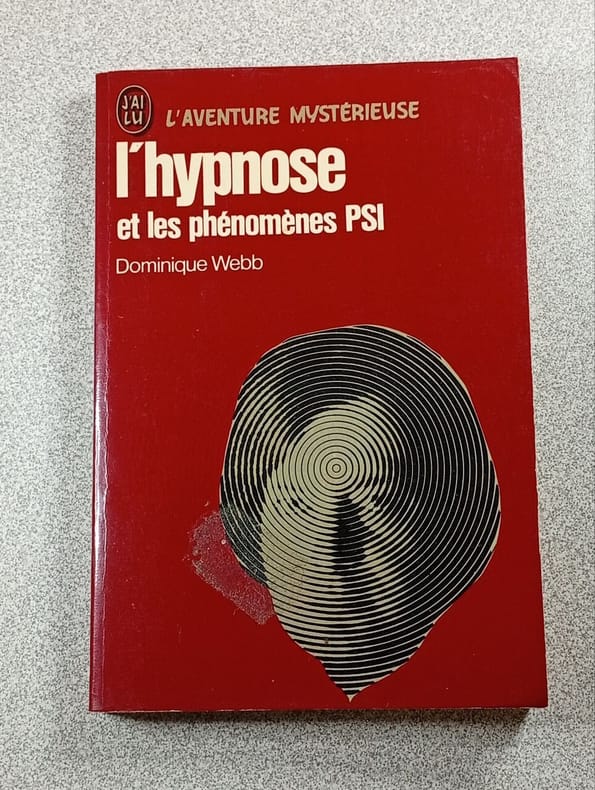 J'AI
LU
L'AVENTURE MYSTÉRIEUSE
l'hypnose
et les phénomènes PSI
Dominique Webb